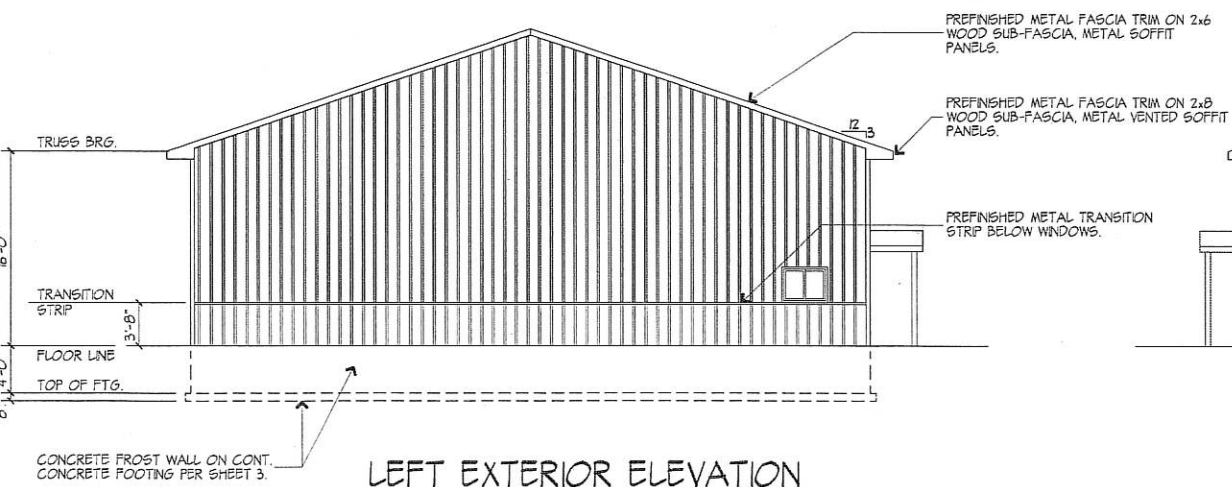 PREFINISHED METAL FASCIA TRIM ON 2x6
WOOD SUB-FASCIA, METAL SOFFIT
PANELS.
PREFINISHED METAL FASCIA TRIM ON 2x8
WOOD SUB-FASCIA, METAL VENTED SOFFIT
PANELS.
12
3
TRUSS BRG.
PREFINISHED METAL TRANSITION
STRIP BELOW WINDOWS.
TRANSITION
STRIP
3'-8"
FLOOR LINE
4'-0"
TOP OF FTG.
CONCRETE FROST WALL ON CONT.
CONCRETE FOOTING PER SHEET 3.
LEFT EXTERIOR ELEVATION